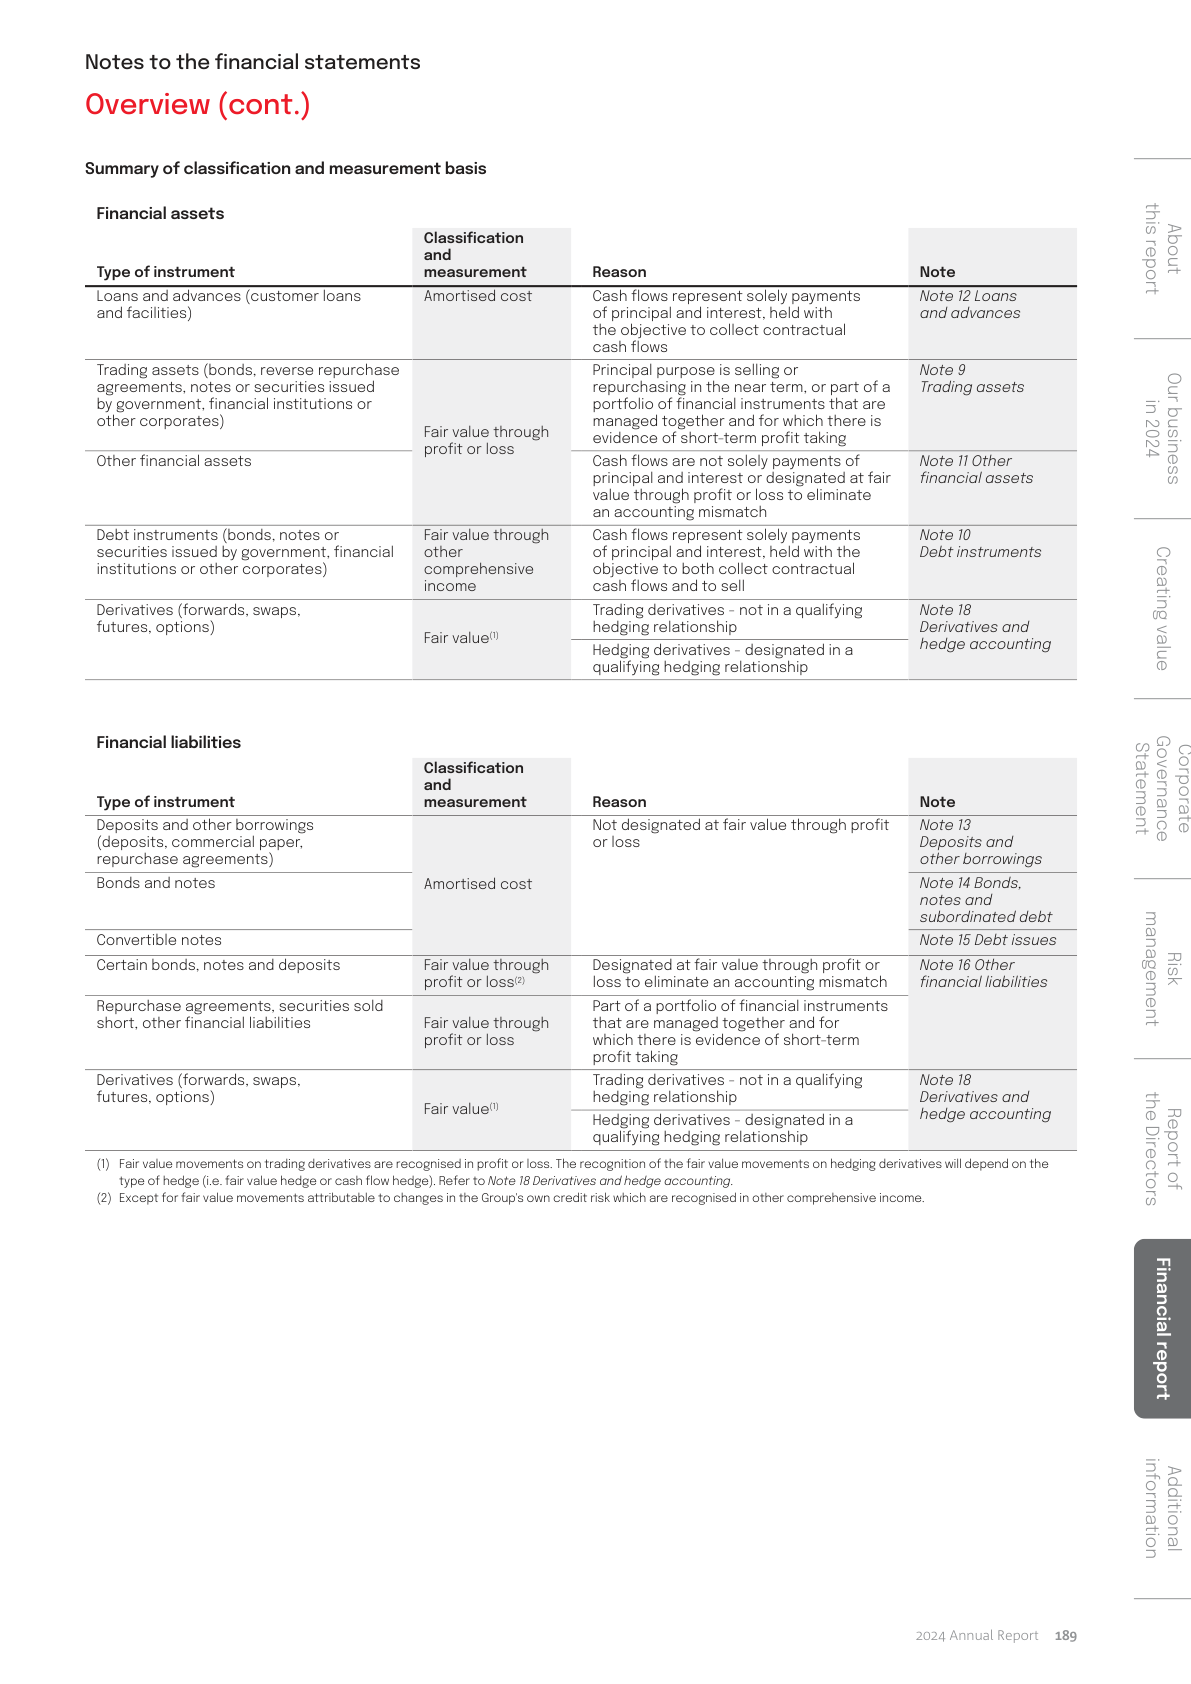 Notes to the financial statements
Overview (cont.)
Summary of classification and measurement basis
Financial assets
Type of instrument
Classification
and
measurement
Reason
Note
Loans and advances (customer loans
and facilities)
Amortised cost
Cash flows represent solely payments
of principal and interest, held with
the objective to collect contractual
cash flows
Note 12 Loans
and advances
Trading assets (bonds, reverse repurchase
agreements, notes or securities issued
by government, financial institutions or
other corporates)
Fair value through
profit or loss
Principal purpose is selling or
repurchasing in the near term, or part of a
portfolio of financial instruments that are
managed together and for which there is
evidence of short-term profit taking
Note 9
Trading assets
Other financial assets
Cash flows are not solely payments of
principal and interest or designated at fair
value through profit or loss to eliminate
an accounting mismatch
Note 11 Other
financial assets
Debt instruments (bonds, notes or
securities issued by government, financial
institutions or other corporates)
Fair value through
other
comprehensive
income
Cash flows represent solely payments
of principal and interest, held with the
objective to both collect contractual
cash flows and to sell
Note 10
Debt instruments
Derivatives (forwards, swaps,
futures, options)
Fair value(1)
Trading derivatives – not in a qualifying
hedging relationship
Hedging derivatives – designated in a
qualifying hedging relationship
Note 18
Derivatives and
hedge accounting
Financial liabilities
Type of instrument
Classification
and
measurement
Reason
Note
Deposits and other borrowings
(deposits, commercial paper,
repurchase agreements)
Amortised cost
Not designated at fair value through profit
or loss
Note 13
Deposits and
other borrowings
Bonds and notes
Note 14 Bonds,
notes and
subordinated debt
Convertible notes
Note 15 Debt issues
Certain bonds, notes and deposits
Fair value through
profit or loss(2)
Designated at fair value through profit or
loss to eliminate an accounting mismatch
Note 16 Other
financial liabilities
Repurchase agreements, securities sold
short, other financial liabilities
Fair value through
profit or loss
Part of a portfolio of financial instruments
that are managed together and for
which there is evidence of short-term
profit taking
Derivatives (forwards, swaps,
futures, options)
Fair value(1)
Trading derivatives – not in a qualifying
hedging relationship
Hedging derivatives – designated in a
qualifying hedging relationship
Note 18
Derivatives and
hedge accounting
(1) Fair value movements on trading derivatives are recognised in profit or loss. The recognition of the fair value movements on hedging derivatives will depend on the
type of hedge (i.e. fair value hedge or cash flow hedge). Refer to Note 18 Derivatives and hedge accounting.
(2) Except for fair value movements attributable to changes in the Group's own credit risk which are recognised in other comprehensive income.
About
this report
Our business
in 2024
Creating value
Corporate
Governance
Statement
Risk
management
Report of
the Directors
Financial report
Additional
information
2024 Annual Report 189